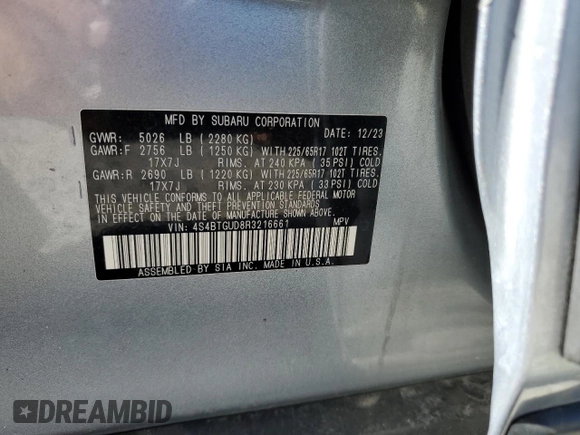 MFD BY SUBARU CORPORATION
GVWR: 5026 LB ( 2280 KG) DATE: 12/23
GAWR:F 2756 LB ( 1250 KG) WITH 225/65R17 102T TIRES.
17X7J RIMS. AT 240 KPA ( 35 PSI) COLD
GAWR:R 2690 LB ( 1220 KG) WITH 225/65R17 102T TIRES.
17X7J RIMS. AT 230 KPA ( 33 PSI) COLD
THIS VEHICLE CONFORMS TO ALL APPLICABLE FEDERAL MOTOR
VEHICLE SAFETY AND THEFT PREVENTION STANDARDS
IN EFFECT ON THE DATE OF MANUFACTURE SHOWN ABOVE.
VIN: 4S4BTGUD8R3216661 MPV
ASSEMBLED BY SIA INC. MADE IN U.S.A.
DREAMBID